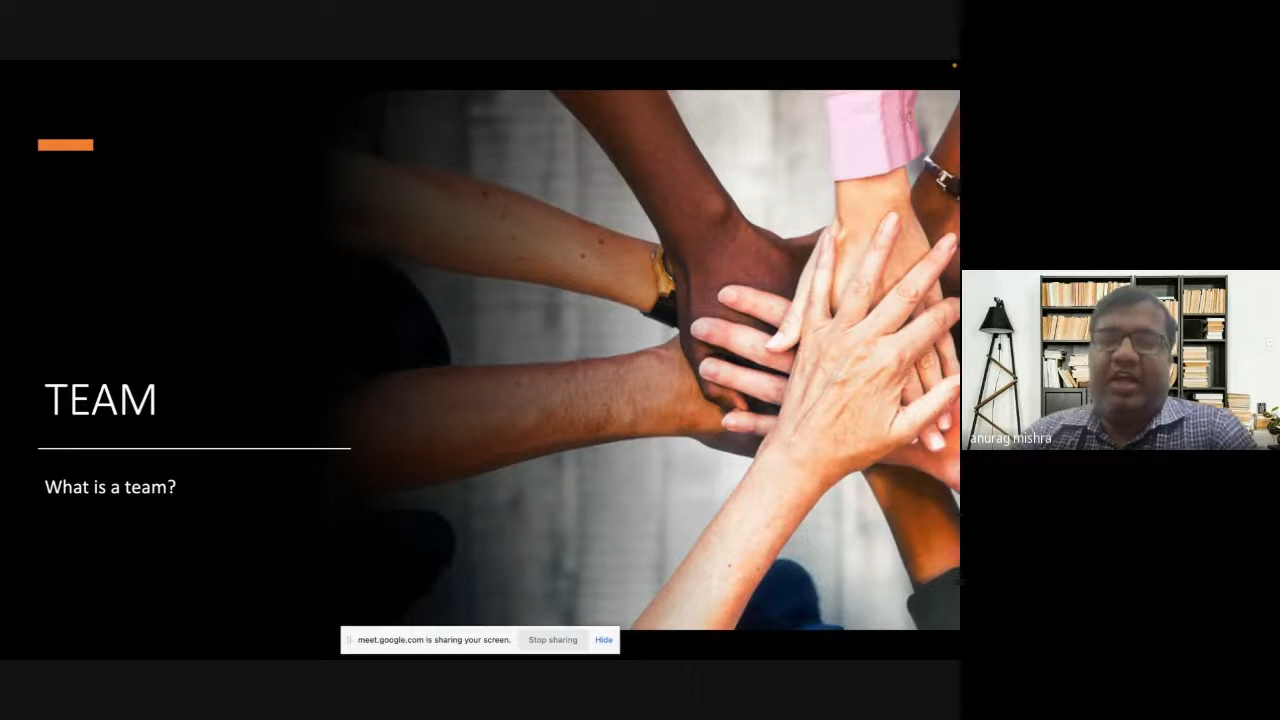 TEAM
What is a team?
meet.google.com is sharing your screen. Stop sharing Hide
anurag mishra